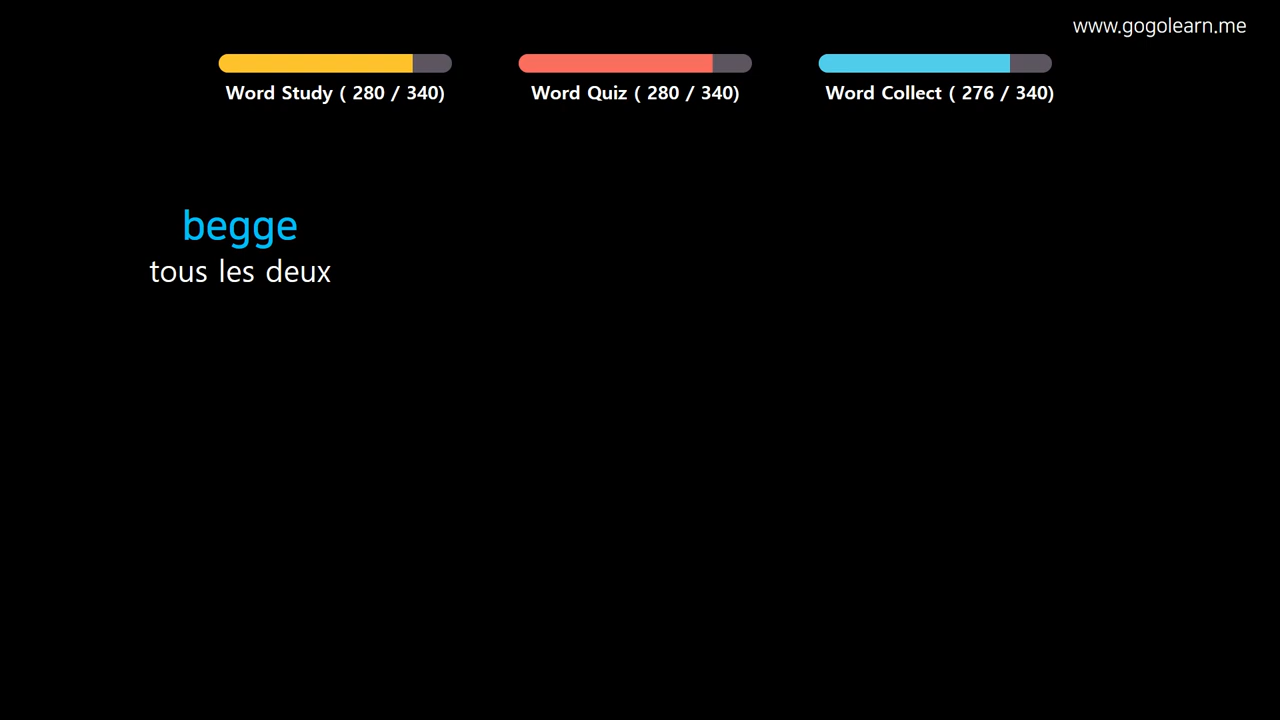 www.gogolearn.me
Word Study ( 280 / 340)
Word Quiz ( 280 / 340)
Word Collect ( 276 / 340)
begge
tous les deux